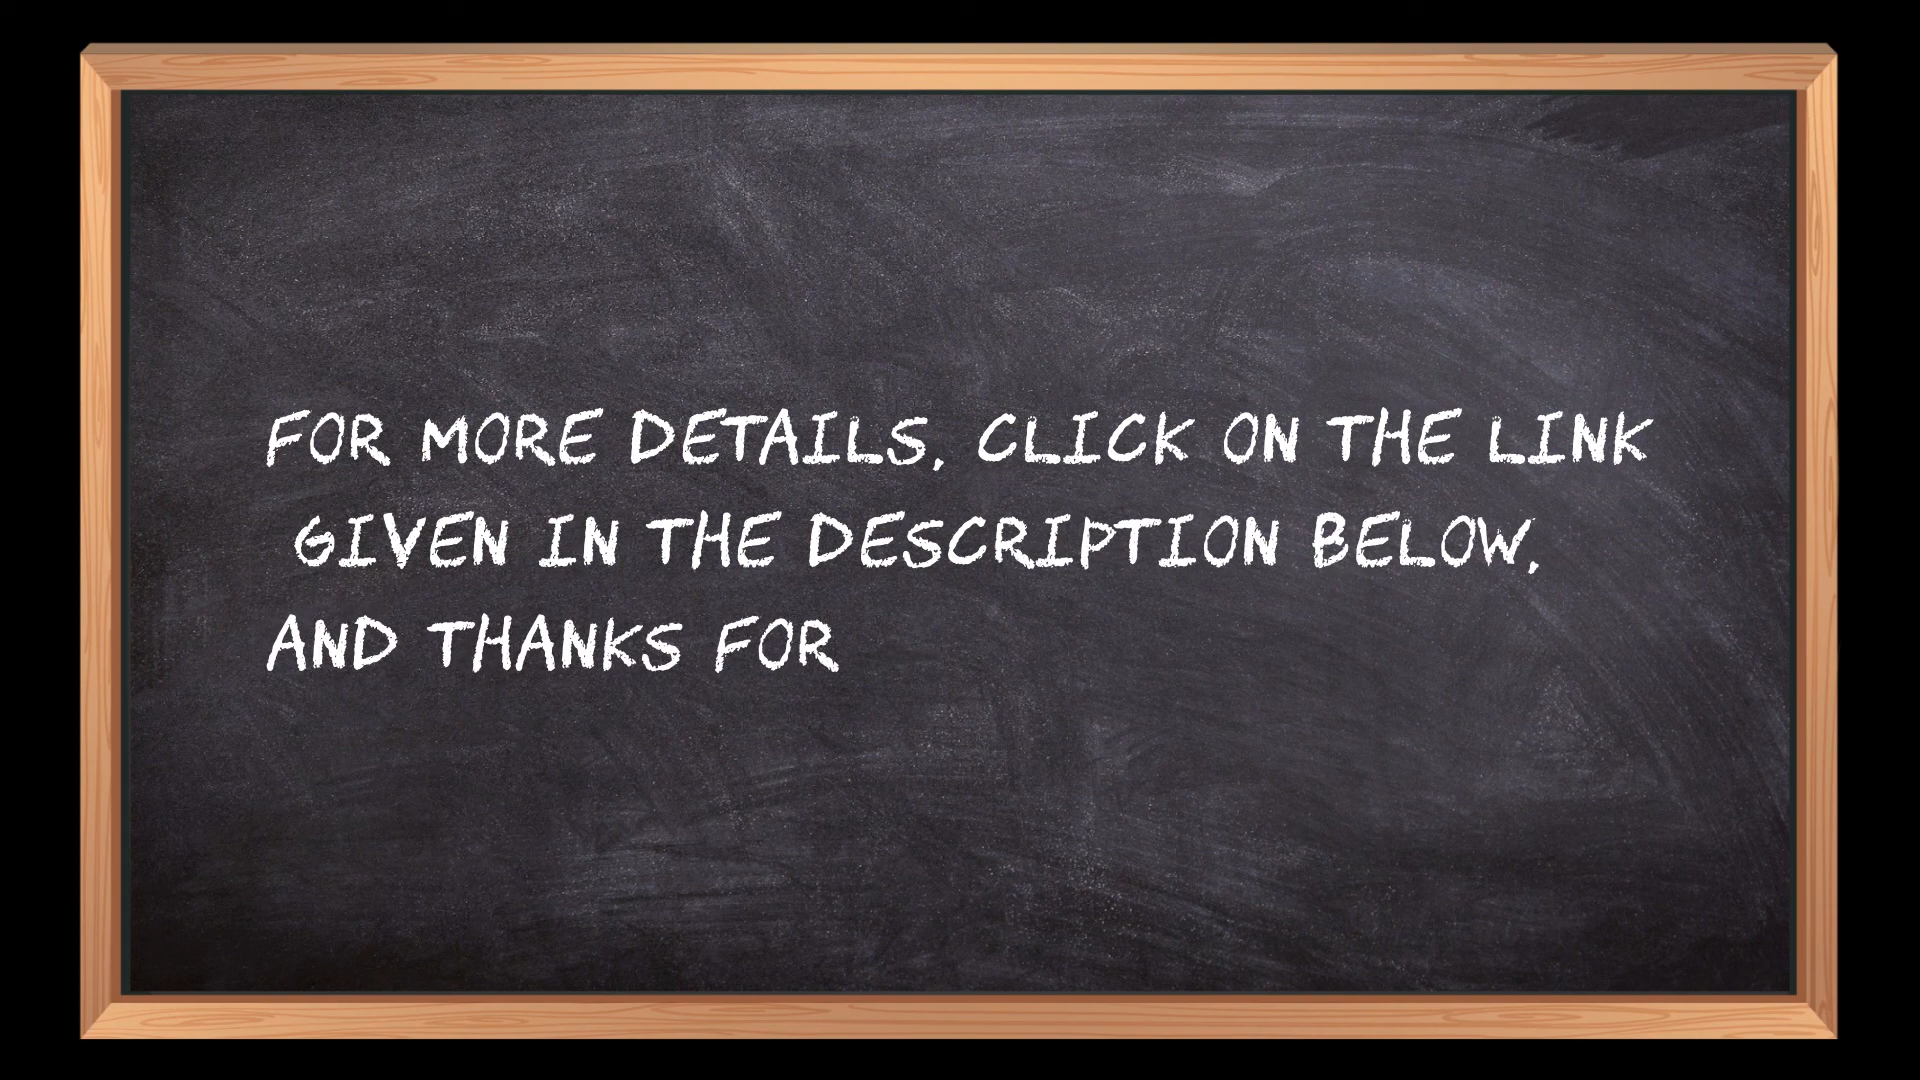 FOR MORE DETAILS, CLICK ON THE LINK
GIVEN IN THE DESCRIPTION BELOW,
AND THANKS FOR